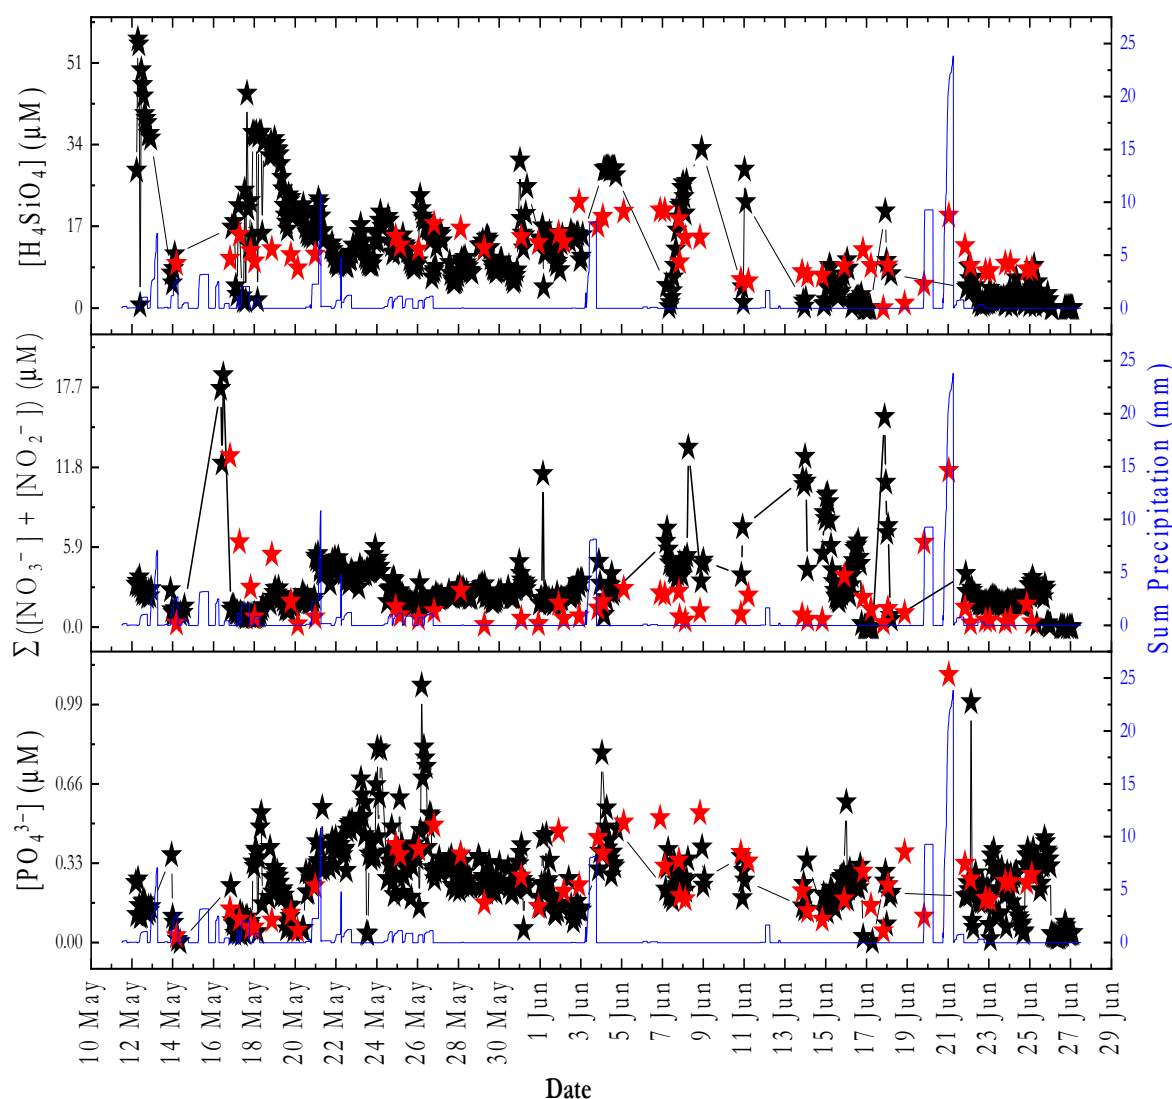 [H₄SiO₄] (μM)
51
34
17
0
25
20
15
10
5
0
Σ([NO₃⁻] + [NO₂⁻]) (μM)
17.7
11.8
5.9
0.0
25
20
15
10
5
0
Sum Precipitation (mm)
[PO₄³⁻] (μM)
0.99
0.66
0.33
0.00
25
20
15
10
5
0
10 May
12 May
14 May
16 May
18 May
20 May
22 May
24 May
26 May
28 May
30 May
1 Jun
3 Jun
5 Jun
7 Jun
9 Jun
11 Jun
13 Jun
15 Jun
17 Jun
19 Jun
21 Jun
23 Jun
25 Jun
27 Jun
29 Jun
Date